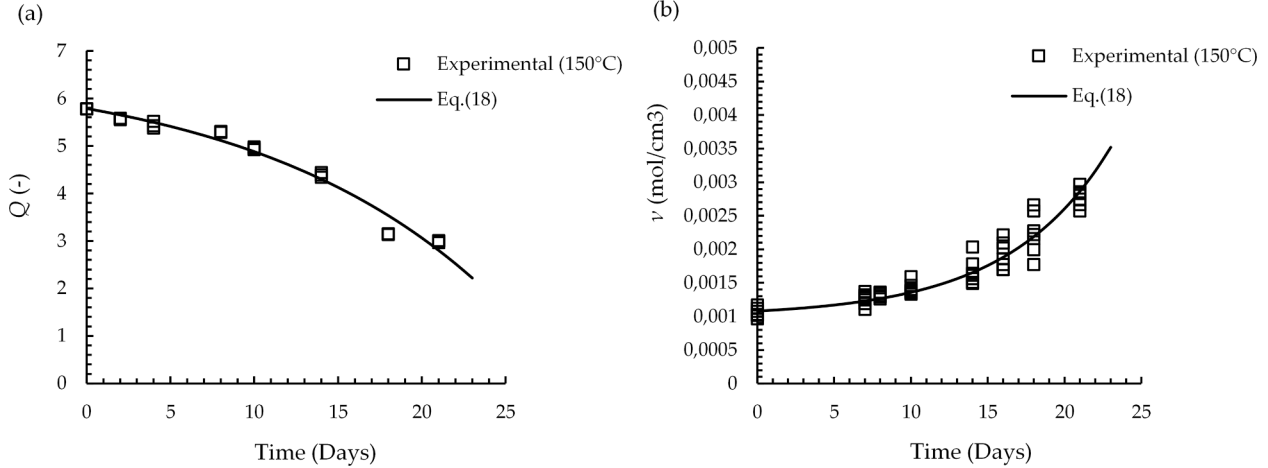 (a)
7
6
5
4
3
2
1
0
Q (-)
0 5 10 15 20 25
Time (Days)
Experimental (150°C)
Eq.(18)
(b)
0,005
0,0045
0,004
0,0035
0,003
0,0025
0,002
0,0015
0,001
0,0005
0
ν (mol/cm3)
0 5 10 15 20 25
Time (Days)
Experimental (150°C)
Eq.(18)